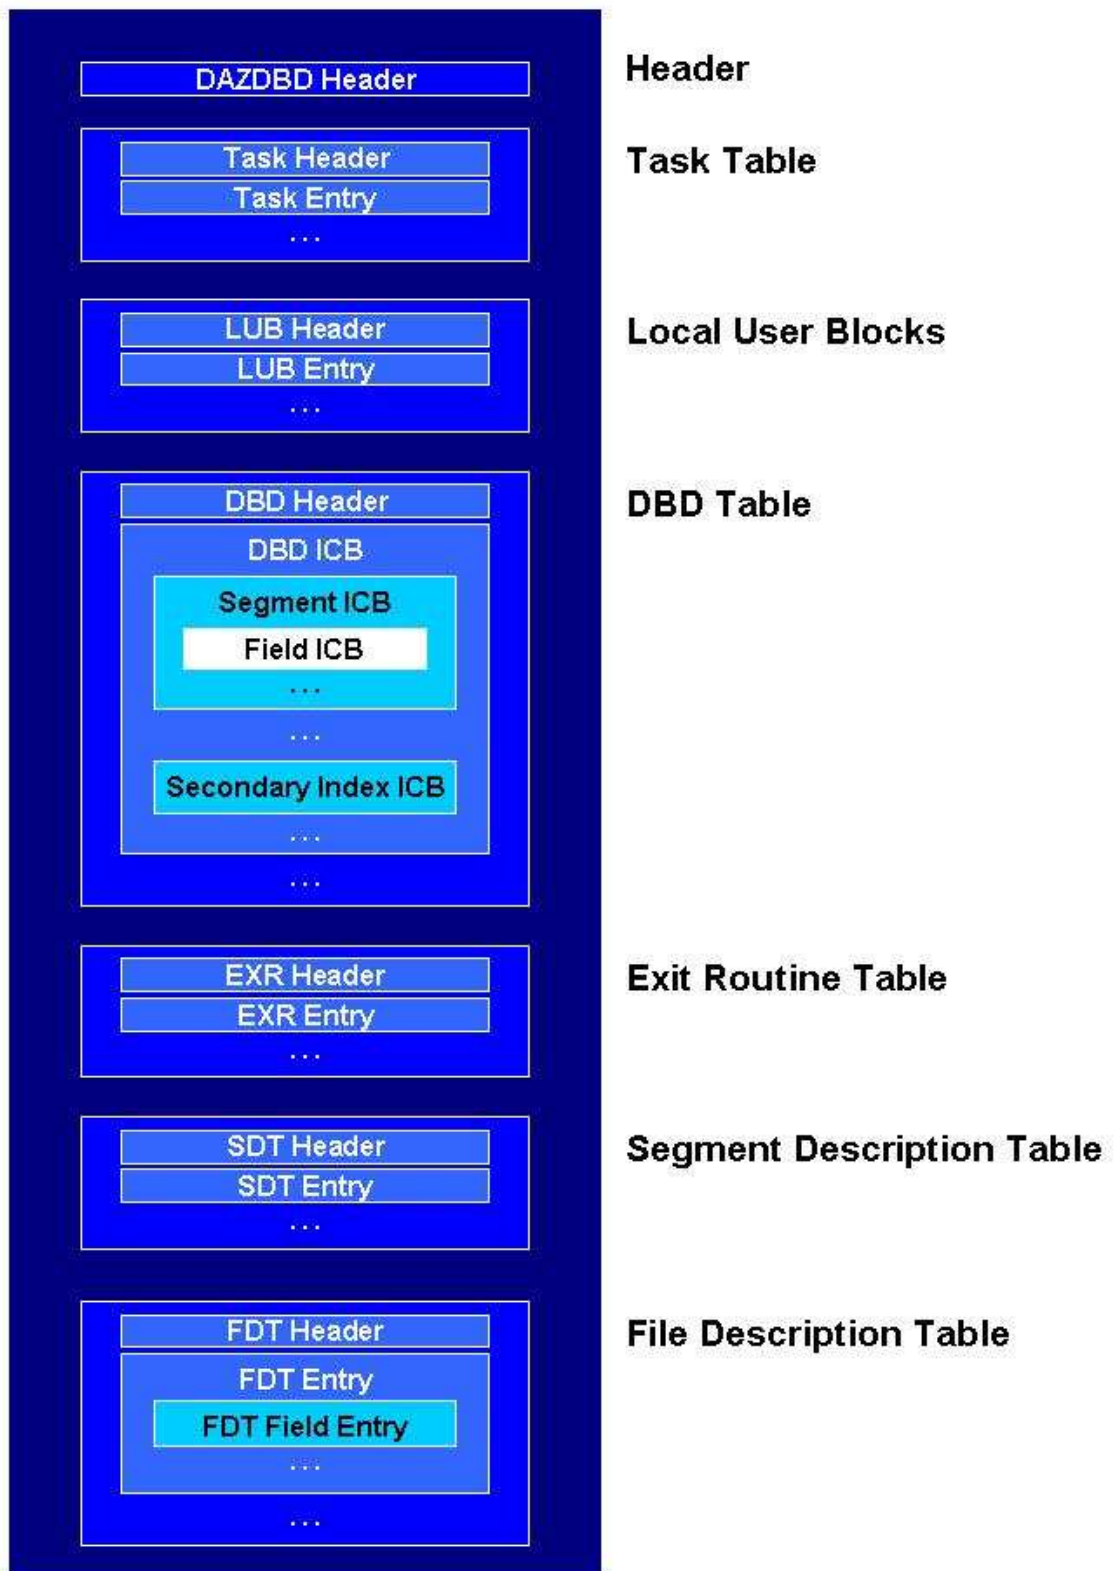 DAZDBD Header
Header
Task Header
Task Table
Task Entry
. . .
LUB Header
Local User Blocks
LUB Entry
. . .
DBD Header
DBD Table
DBD ICB
Segment ICB
Field ICB
. . .
. . .
Secondary Index ICB
. . .
. . .
EXR Header
Exit Routine Table
EXR Entry
. . .
SDT Header
Segment Description Table
SDT Entry
. . .
FDT Header
File Description Table
FDT Entry
FDT Field Entry
. . .
. . .